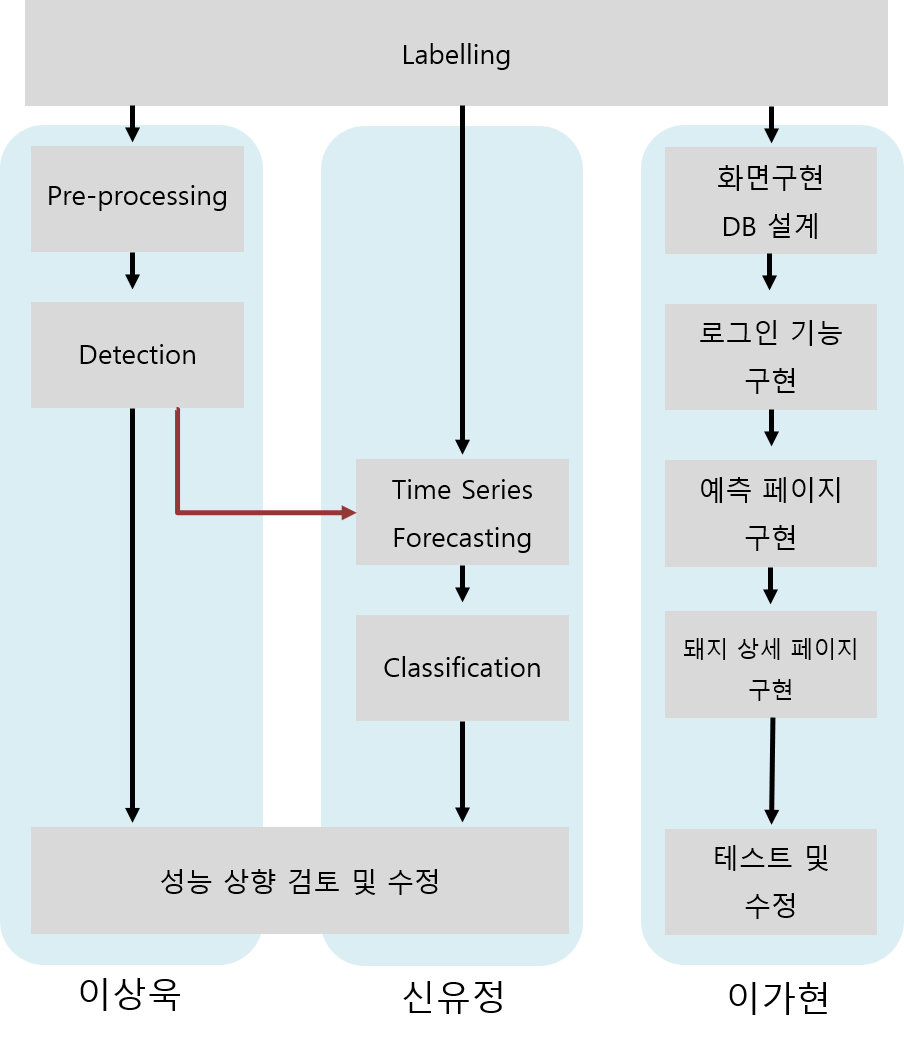 Labelling
Pre-processing
Detection
Time Series
Forecasting
Classification
성능 상향 검토 및 수정
화면구현
DB 설계
로그인 기능
구현
예측 페이지
구현
돼지 상세 페이지
구현
테스트 및
수정
이상욱
신유정
이가현